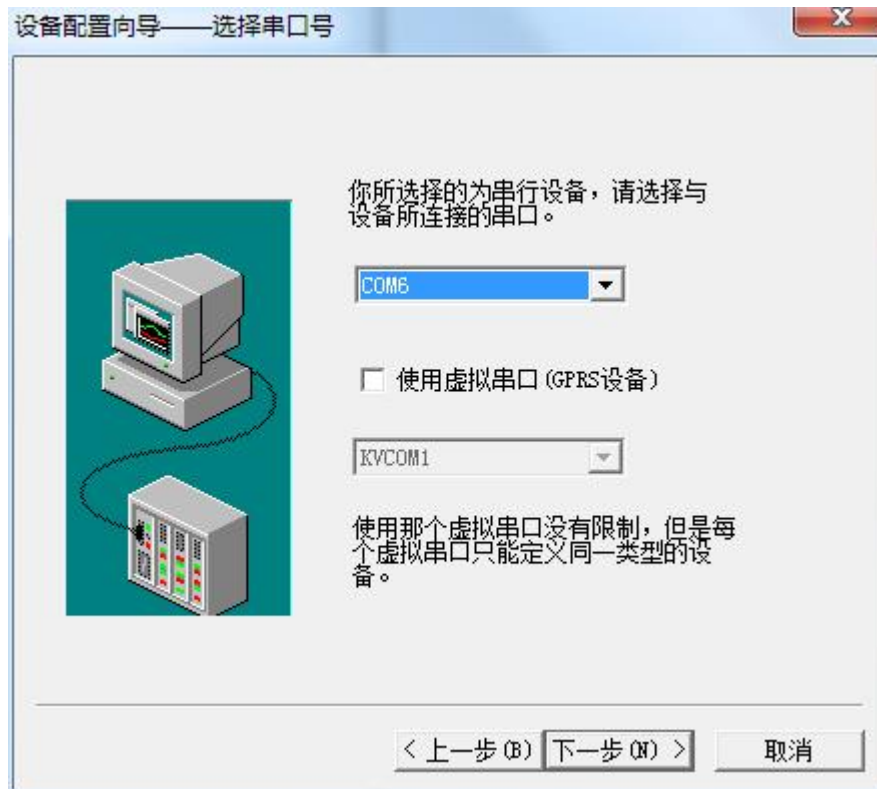 设备配置向导——选择串口号
你所选择的为串行设备，请选择与
设备所连接的串口。
COM6
使用虚拟串口(GPRS设备)
KVCOM1
使用那个虚拟串口没有限制，但是每
个虚拟串口只能定义同一类型的设
备。
<上一步(B) 下一步(N)> 取消